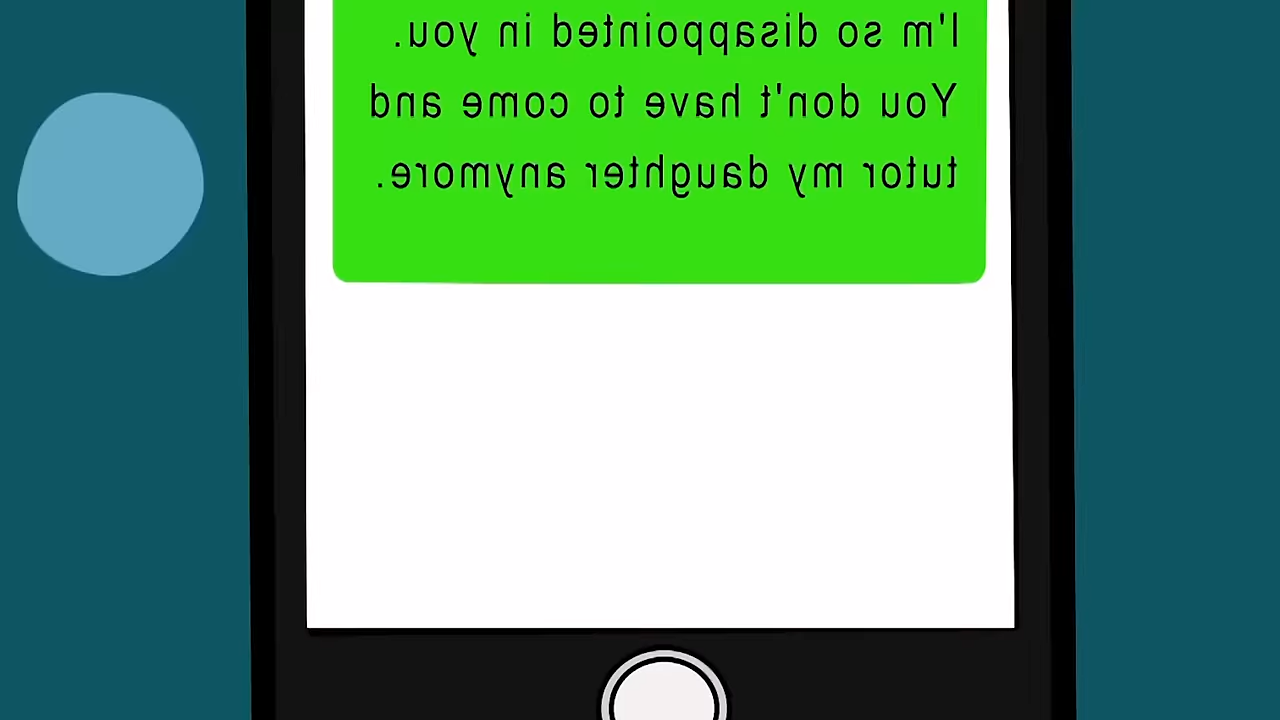 I'm so disappointed in you.
You don't have to come and
tutor my daughter anymore.